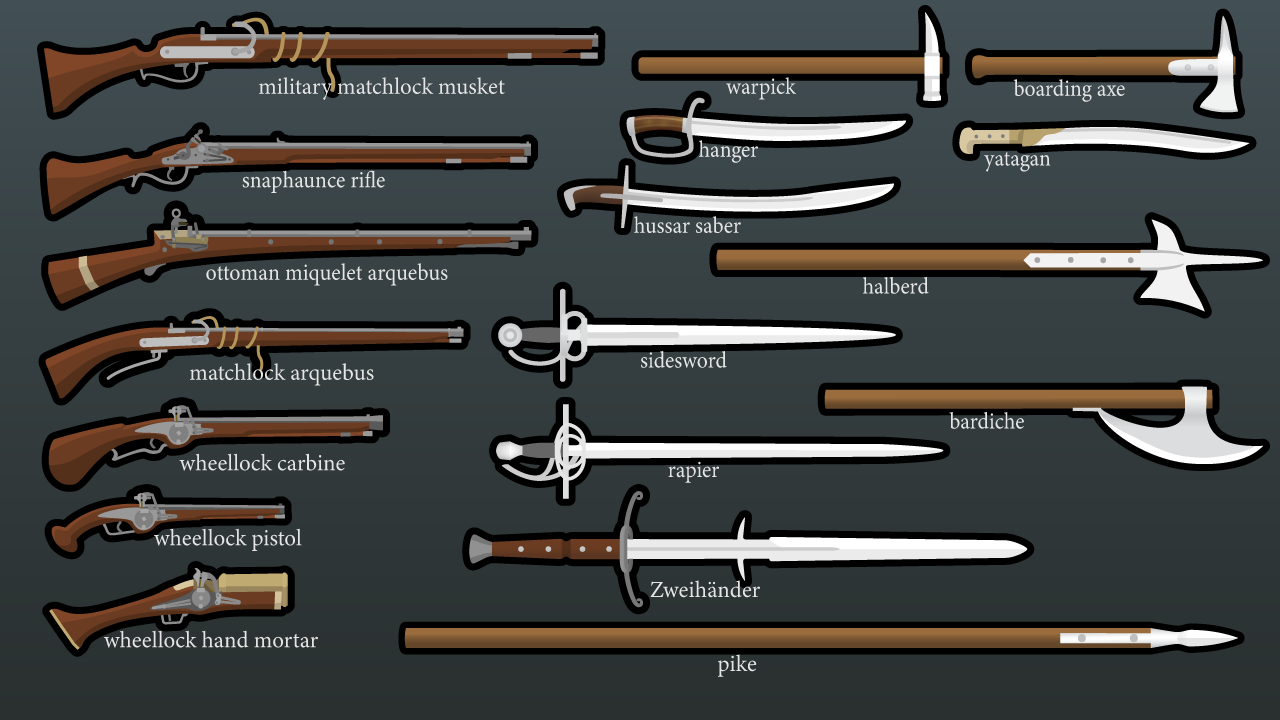 military matchlock musket
snaphaunce rifle
ottoman miquelet arquebus
matchlock arquebus
wheellock carbine
wheellock pistol
wheellock hand mortar
warpick
boarding axe
hanger
yatagan
hussar saber
halberd
sidesword
bardiche
rapier
Zweihänder
pike